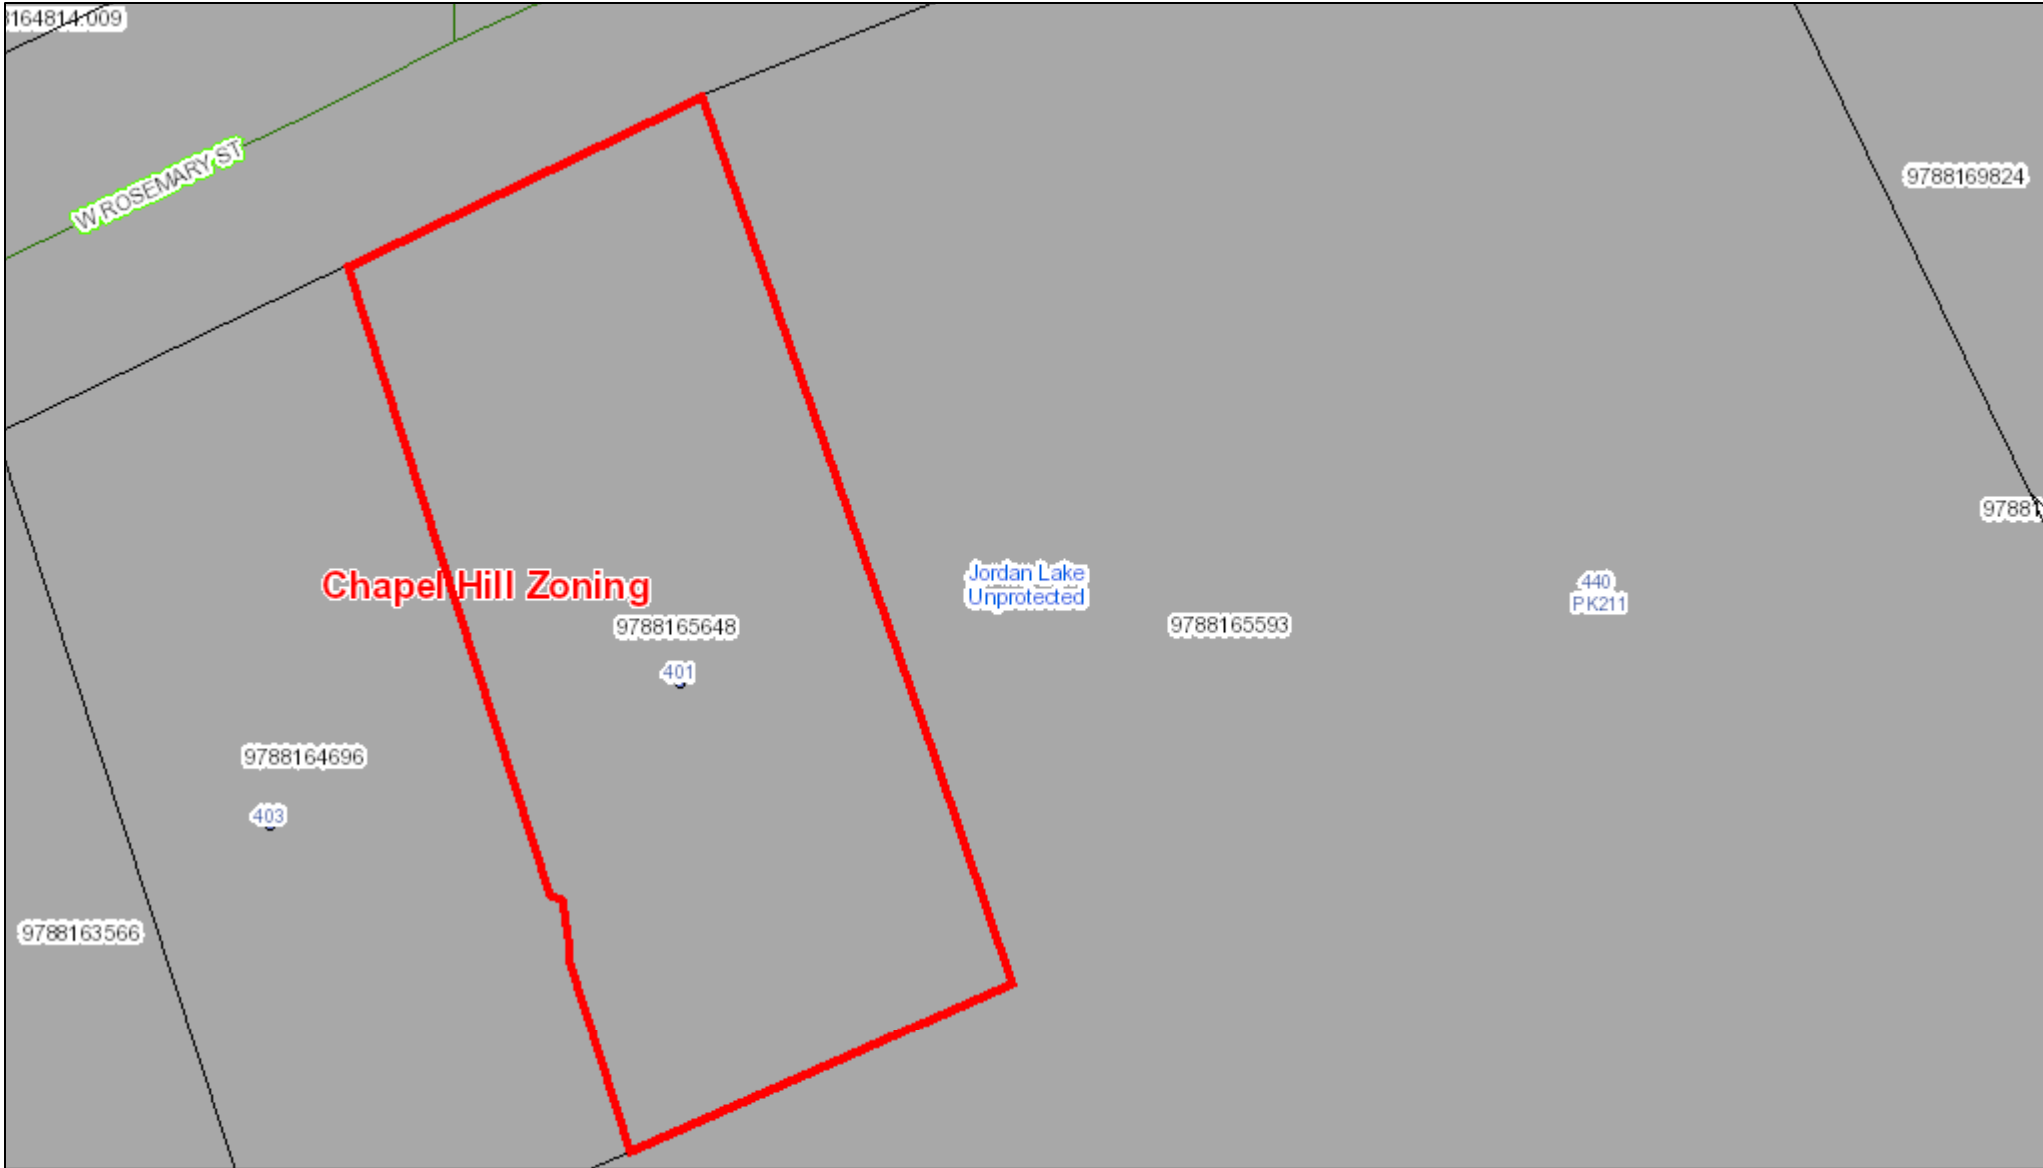 8164814.009
W ROSEMARY ST
9788169824
97881
Chapel Hill Zoning
Jordan Lake
Unprotected
440
PK211
9788165648
9788165593
401
9788164696
403
9788163566